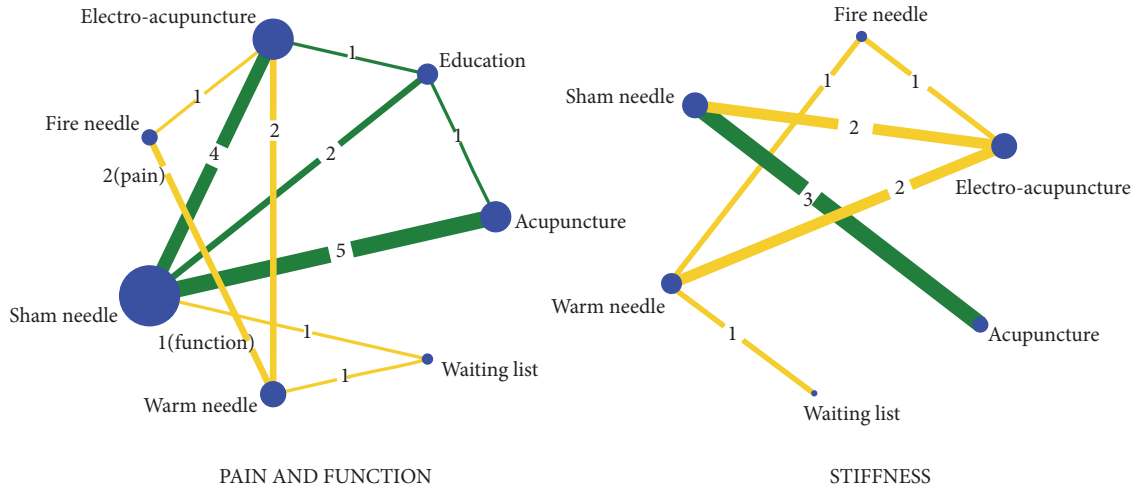 Electro-acupuncture
1
Education
Fire needle
1
2
1
4
2
2(pain)
Acupuncture
5
Sham needle
1(function)
1
1
Waiting list
Warm needle
PAIN AND FUNCTION
Fire needle
1
1
Sham needle
2
Electro-acupuncture
2
3
Warm needle
1
Acupuncture
Waiting list
STIFFNESS